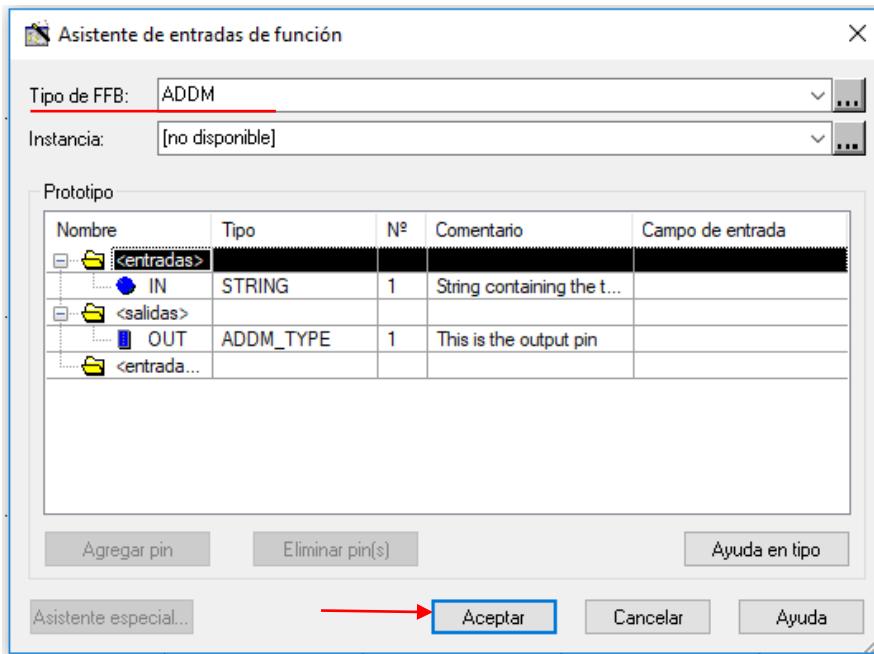 Asistente de entradas de función
Tipo de FFB: ADDM
...
Instancia: [no disponible]
...
Prototipo
Nombre Tipo Nº Comentario Campo de entrada
<entradas>
IN STRING 1 String containing the t...
<salidas>
OUT ADDM_TYPE 1 This is the output pin
<entrada...
Agregar pin Eliminar pin(s) Ayuda en tipo
Asistente especial... Aceptar Cancelar Ayuda